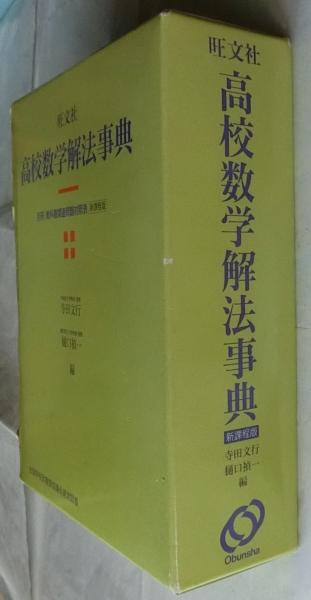 旺文社
高校数学解法事典
寺田文行
樋口禎一
編
旺文社
高校数学解法事典
新課程版
寺田文行
樋口禎一
編
Obunsha